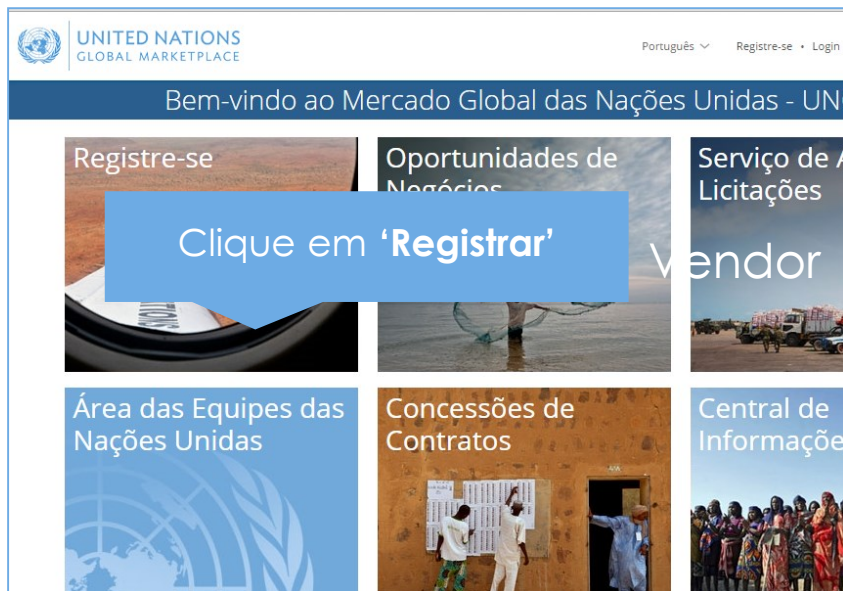 UNITED NATIONS
GLOBAL MARKETPLACE
Português
Registre-se • Login
Bem-vindo ao Mercado Global das Nações Unidas - UN
Registre-se
Oportunidades de
Negócios
Serviço de A
Licitações
Clique em ‘Registrar’
Vendor
Área das Equipes das
Nações Unidas
Concessões de
Contratos
Central de
Informaçõe